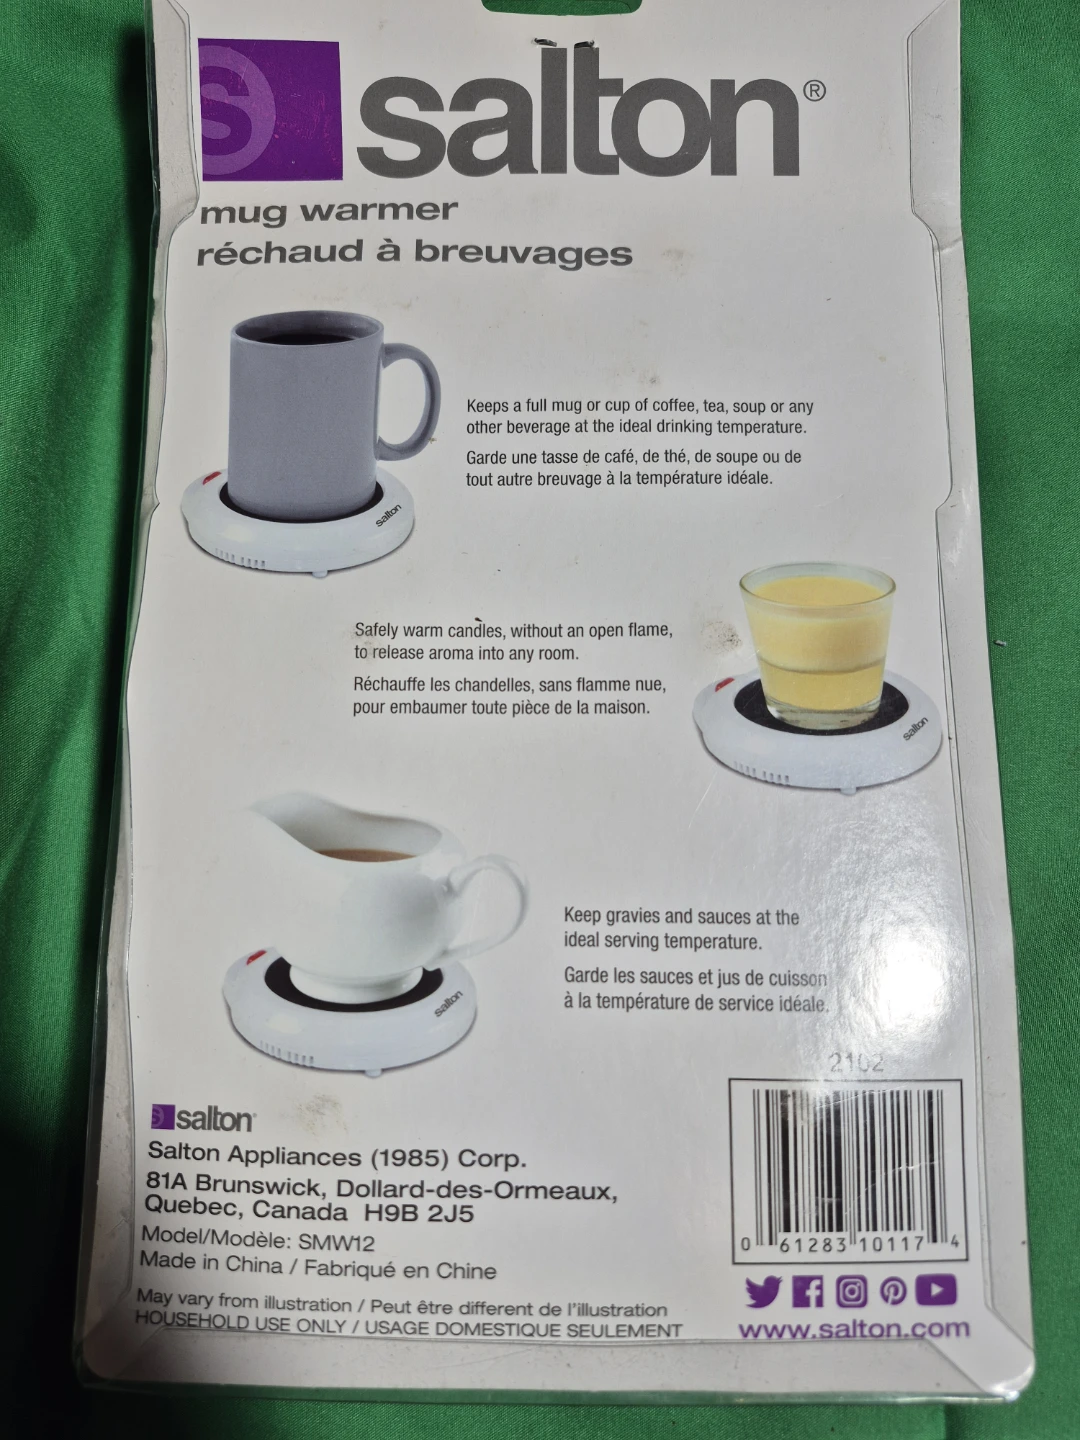 salton®
mug warmer
réchaud à breuvages
Keeps a full mug or cup of coffee, tea, soup or any
other beverage at the ideal drinking temperature.
Garde une tasse de café, de thé, de soupe ou de
tout autre breuvage à la température idéale.
salton
Safely warm candles, without an open flame,
to release aroma into any room.
Réchauffe les chandelles, sans flamme nue,
pour embaumer toute pièce de la maison.
salton
Keep gravies and sauces at the
ideal serving temperature.
Garde les sauces et jus de cuisson
à la température de service idéale.
salton
2102
salton
Salton Appliances (1985) Corp.
81A Brunswick, Dollard-des-Ormeaux,
Quebec, Canada H9B 2J5
Model/Modèle: SMW12
Made in China / Fabriqué en Chine
May vary from illustration / Peut être different de l'illustration
HOUSEHOLD USE ONLY / USAGE DOMESTIQUE SEULEMENT
0 61283 10117 4
www.salton.com